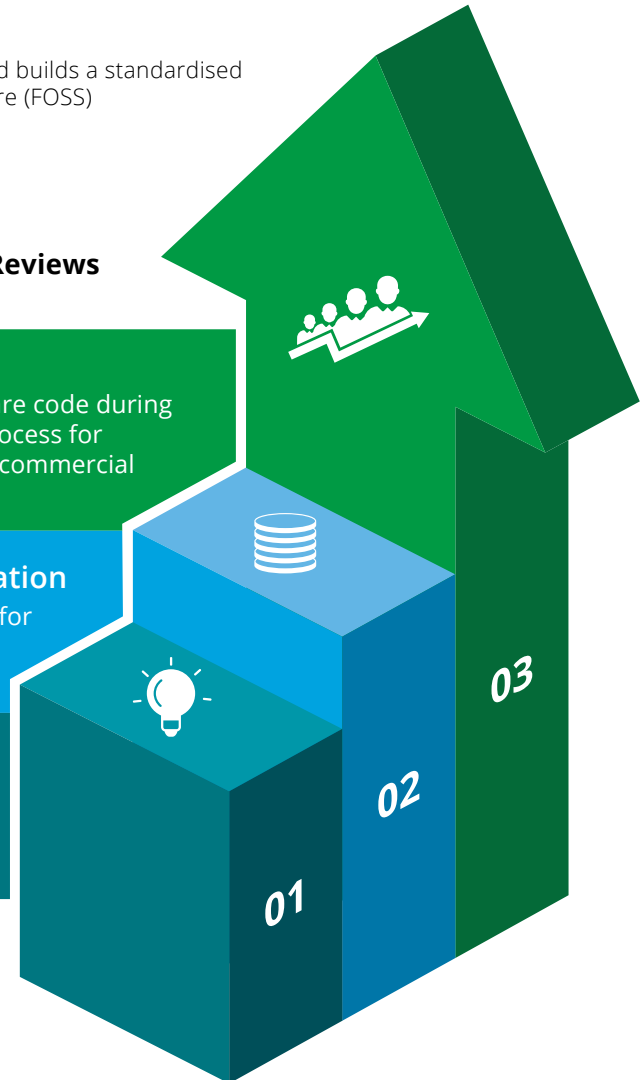 builds a standardised
re (FOSS)
Reviews
re code during
ocess for
commercial
ation
for
03
02
01